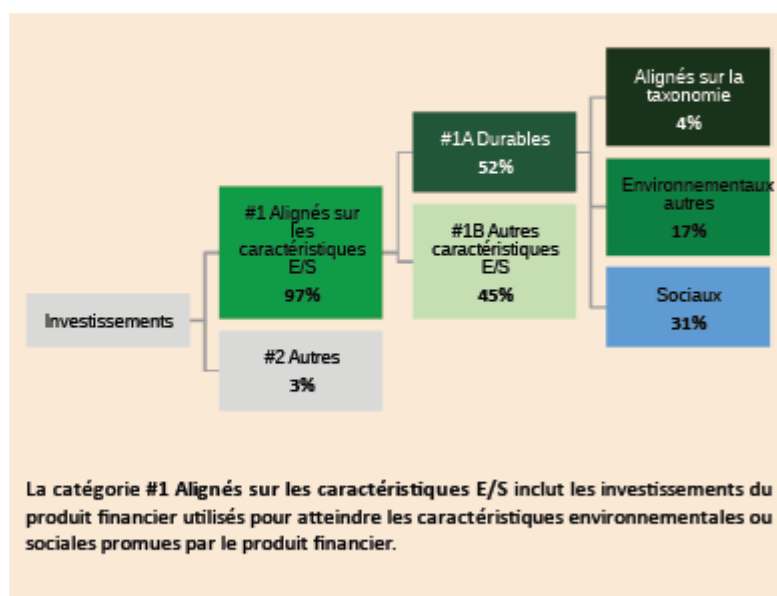 Investissements
#1 Alignés sur
les
caractéristiques
E/S
97%
#2 Autres
3%
#1A Durables
52%
#1B Autres
caractéristiques
E/S
45%
Alignés sur la
taxonomie
4%
Environnementaux
autres
17%
Sociaux
31%
La catégorie #1 Alignés sur les caractéristiques E/S inclut les investissements du
produit financier utilisés pour atteindre les caractéristiques environnementales ou
sociales promues par le produit financier.